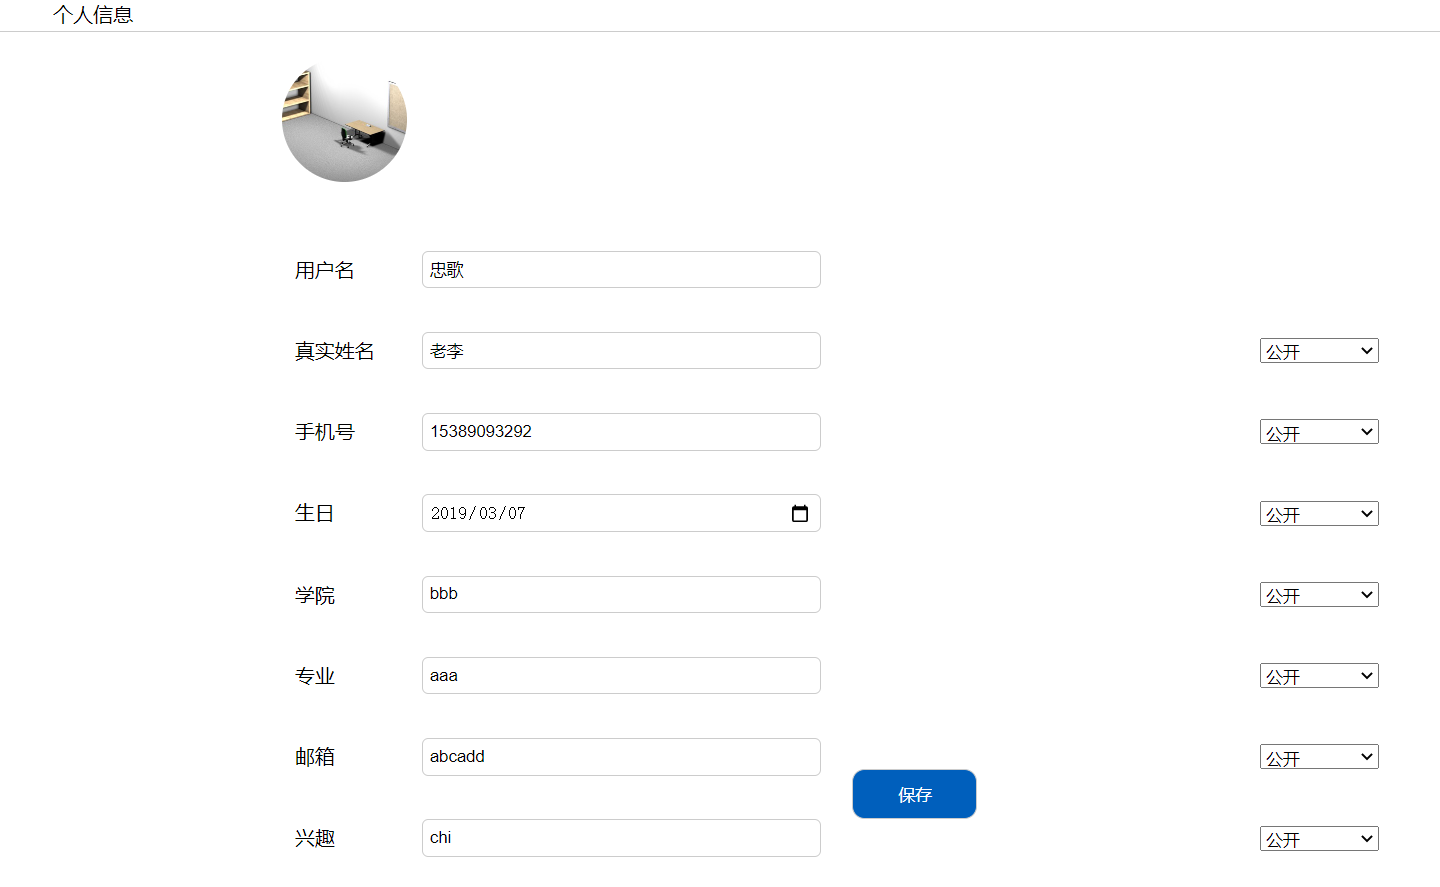 个人信息
用户名 忠歌
真实姓名 老李 公开
手机号 15389093292 公开
生日 2019/03/07 公开
学院 bbb 公开
专业 aaa 公开
邮箱 abcadd 公开
保存
兴趣 chi 公开